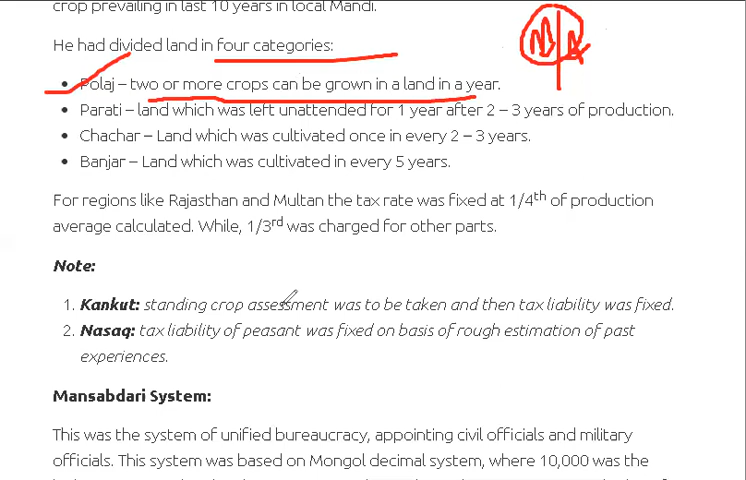 crop prevailing in last 10 years in local Mandi.
He had divided land in four categories:
• Polaj – two or more crops can be grown in a land in a year.
• Parati – land which was left unattended for 1 year after 2 – 3 years of production.
• Chachar – Land which was cultivated once in every 2 – 3 years.
• Banjar – Land which was cultivated in every 5 years.
For regions like Rajasthan and Multan the tax rate was fixed at 1/4th of production
average calculated. While, 1/3rd was charged for other parts.
Note:
1. Kankut: standing crop assessment was to be taken and then tax liability was fixed.
2. Nasaq: tax liability of peasant was fixed on basis of rough estimation of past
experiences.
Mansabdari System:
This was the system of unified bureaucracy, appointing civil officials and military
officials. This system was based on Mongol decimal system, where 10,000 was the